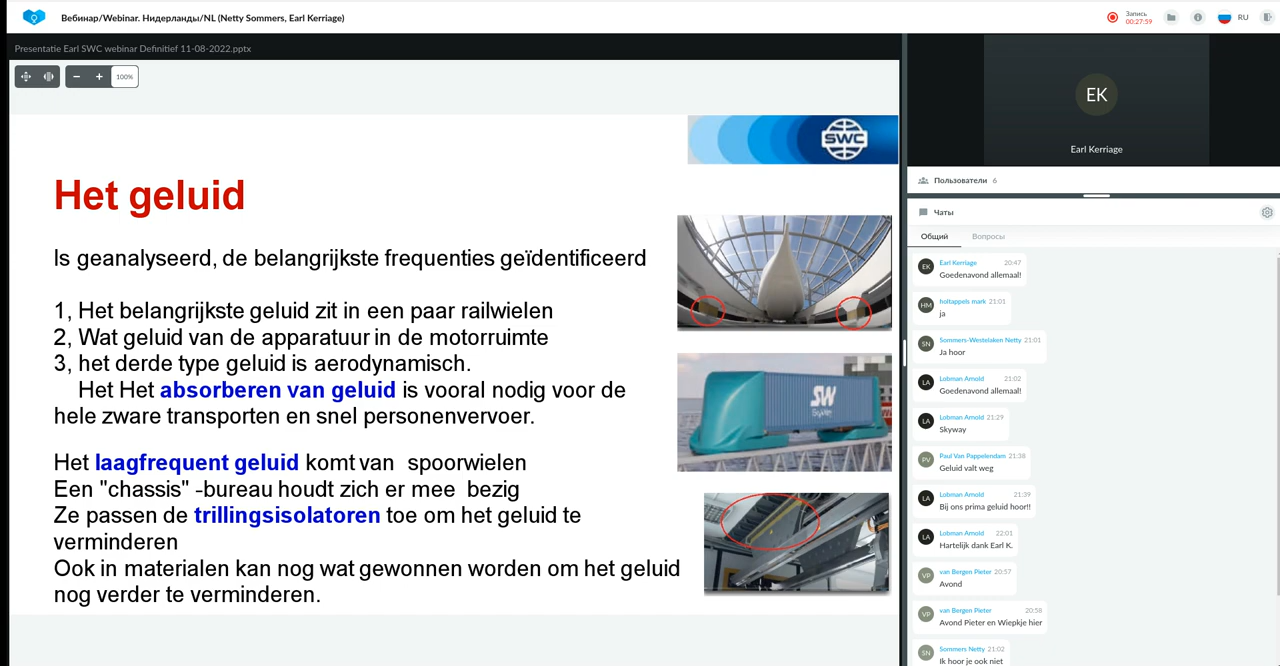 Вебинар/Webinar. Нидерланды/NL (Netty Sommers, Earl Kerriage)
Запись
00:27:59
RU
Presentatie Earl SWC webinar Definitief 11-08-2022.pptx
100%
SWC
Het geluid
Is geanalyseerd, de belangrijkste frequenties geïdentificeerd
1, Het belangrijkste geluid zit in een paar railwielen
2, Wat geluid van de apparatuur in de motorruimte
3, het derde type geluid is aerodynamisch.
Het Het absorberen van geluid is vooral nodig voor de
hele zware transporten en snel personenvervoer.
Het laagfrequent geluid komt van spoorwielen
Een "chassis" -bureau houdt zich er mee bezig
Ze passen de trillingsisolatoren toe om het geluid te
verminderen
Ook in materialen kan nog wat gewonnen worden om het geluid
nog verder te verminderen.
SW
SkyWay
EK
Earl Kerriage
Пользователи 6
Чаты
Общий Вопросы
EK Earl Kerriage 20:47
Goedenavond allemaal!
HM holtappels mark 21:01
ja
SN Sommers-Westelaken Netty 21:01
Ja hoor
LA Lobman Arnold 21:02
Goedenavond allemaal!
LA Lobman Arnold 21:29
Skyway
PV Paul Van Pappelendam 21:38
Geluid valt weg
LA Lobman Arnold 21:39
Bij ons prima geluid hoor!!
LA Lobman Arnold 22:01
Hartelijk dank Earl K.
VP van Bergen Pieter 20:57
Avond
VP van Bergen Pieter 20:58
Avond Pieter en Wiepkje hier
SN Sommers Netty 21:02
Ik hoor je ook niet